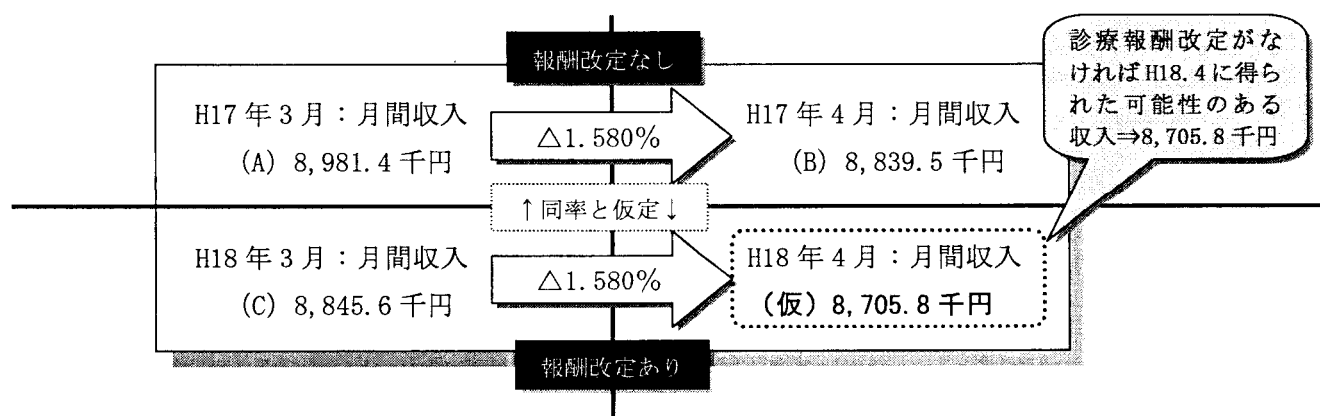 報酬改定なし
診療報酬改定がな
ければH18.4に得ら
れた可能性のある
収入⇒8,705.8千円
H17年3月：月間収入
(A) 8,981.4千円
△1.580%
H17年4月：月間収入
(B) 8,839.5千円
↑同率と仮定↓
H18年3月：月間収入
(C) 8,845.6千円
△1.580%
H18年4月：月間収入
(仮) 8,705.8千円
報酬改定あり